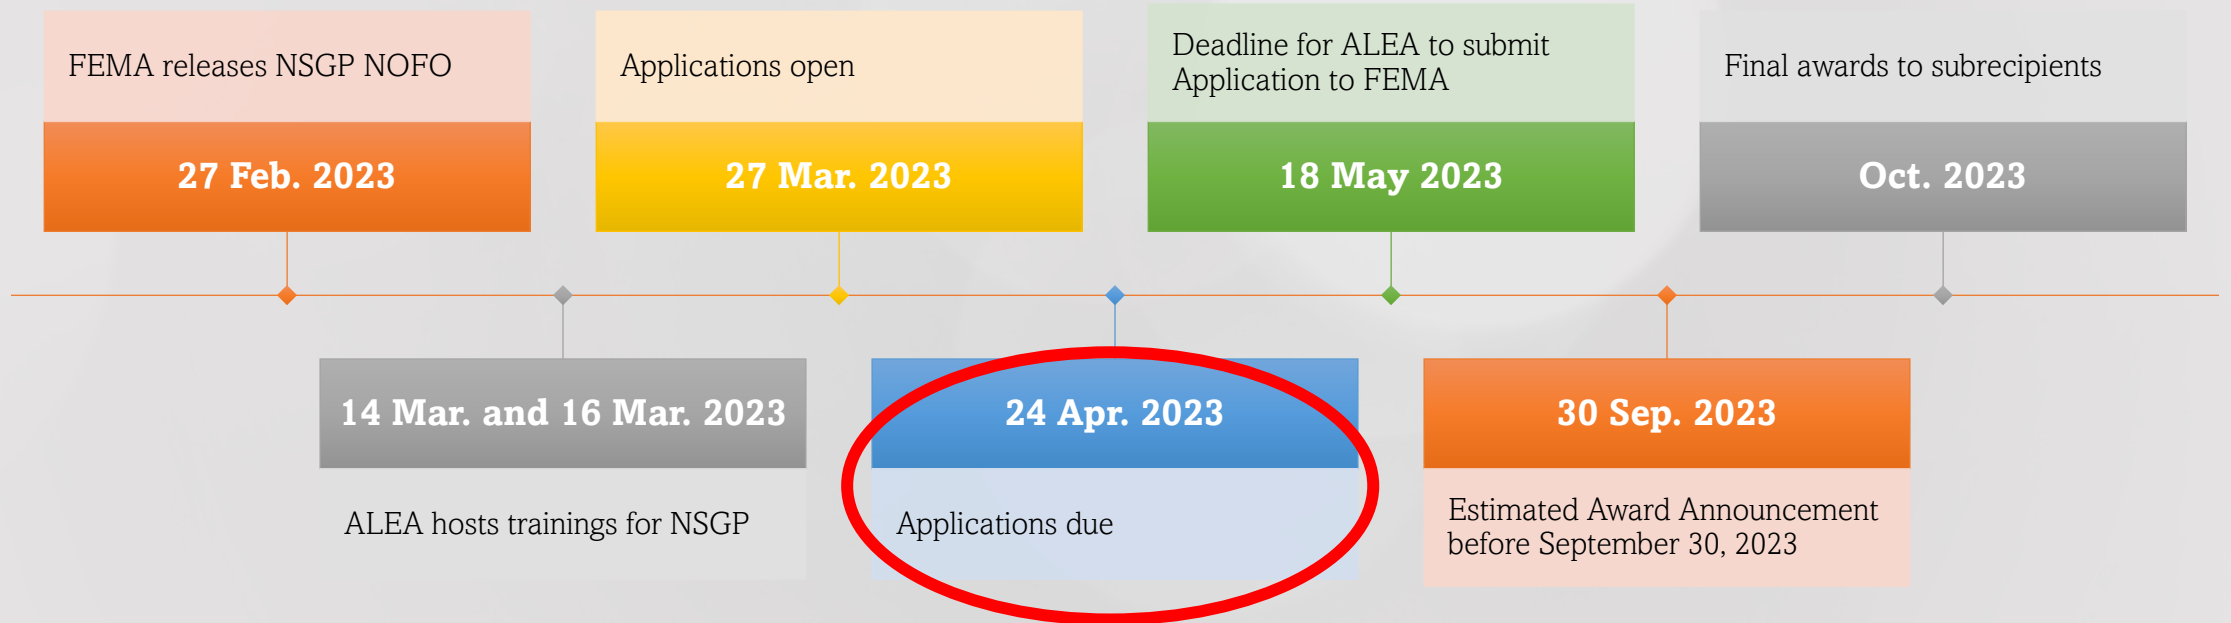 FEMA releases NSGP NOFO
27 Feb. 2023
14 Mar. and 16 Mar. 2023
ALEA hosts trainings for NSGP
Applications open
27 Mar. 2023
24 Apr. 2023
Applications due
Deadline for ALEA to submit
Application to FEMA
18 May 2023
30 Sep. 2023
Estimated Award Announcement
before September 30, 2023
Final awards to subrecipients
Oct. 2023